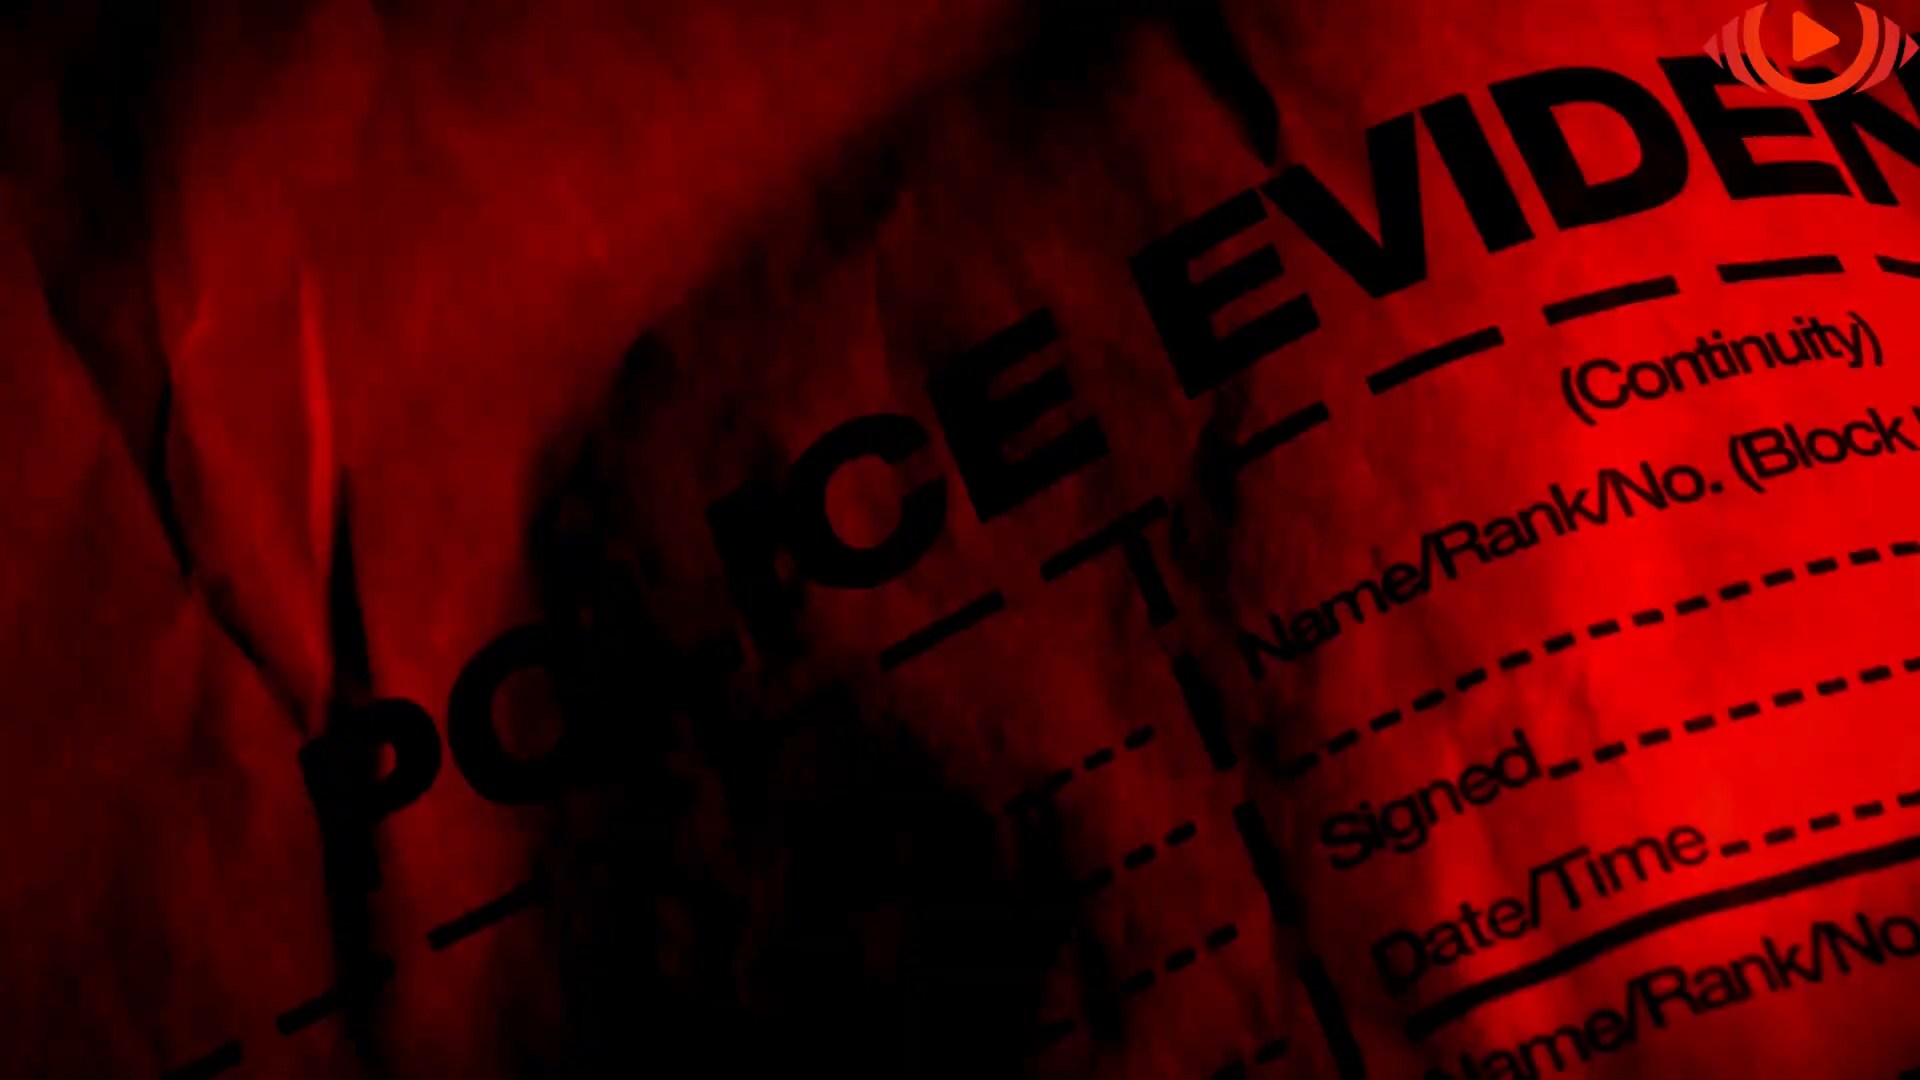 POLICE EVIDEN
(Continuity)
Name/Rank/No. (Block
Signed
Date/Time
Name/Rank/No